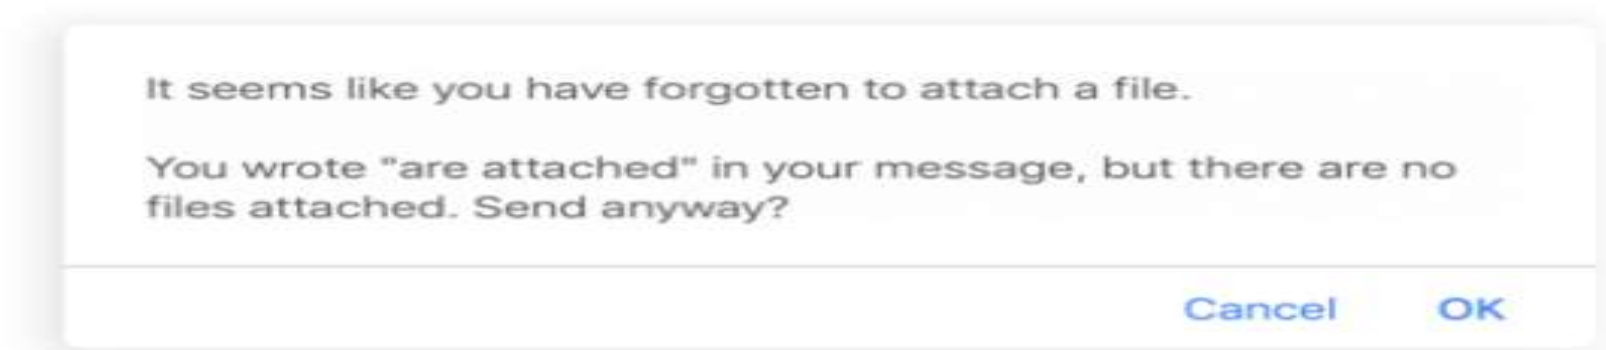 It seems like you have forgotten to attach a file.
You wrote "are attached" in your message, but there are no
files attached. Send anyway?
Cancel OK